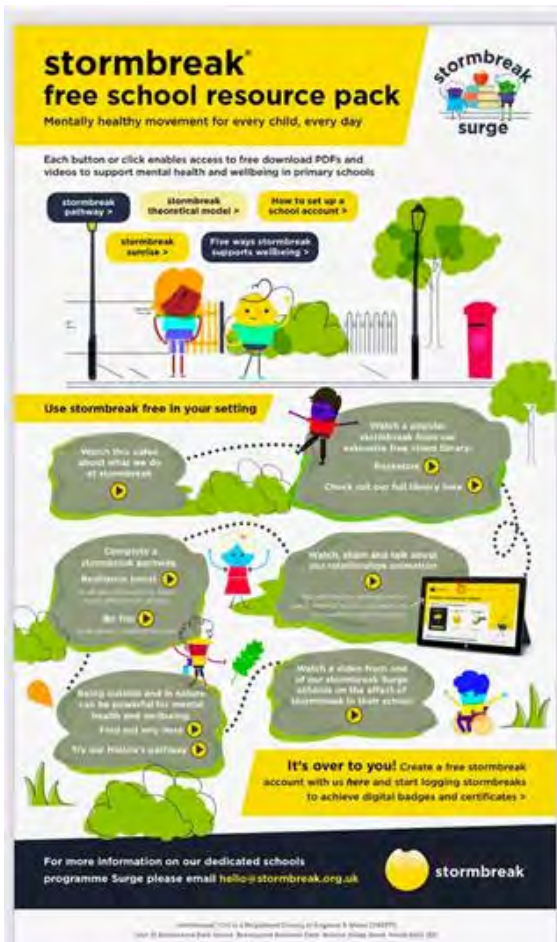 stormbreak®
free school resource pack
Mentally healthy movement for every child, every day
stormbreak
surge
Each button or click enables access to free download PDFs and
videos to support mental health and wellbeing in primary schools
stormbreak
pathway >
stormbreak
theoretical model >
How to set up a
school account >
stormbreak
sunrise >
Five ways stormbreak
supports wellbeing >
Use stormbreak free in your setting
Watch this video
about what we do
at stormbreak
Watch a popular
stormbreak from our
extensive free video library:
Rockstars
Check out our full library here
Complete a
stormbreak pathway
Resilience boost
Be You
Watch, share and talk about
our relationships animation
Being outside and in nature
can be powerful for mental
health and wellbeing.
Find out why here
Try our Nature's pathway
Watch a video from one
of our stormbreak Surge
schools on the effect of
stormbreak in their school
It's over to you! Create a free stormbreak
account with us here and start logging stormbreaks
to achieve digital badges and certificates >
For more information on our dedicated schools
programme Surge please email hello@stormbreak.org.uk
stormbreak